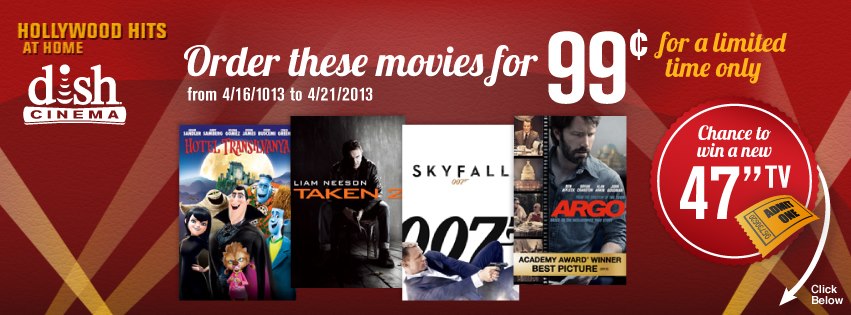 HOLLYWOOD HITS
AT HOME
dish
CINEMA
Order these movies for 99¢ for a limited
time only
from 4/16/1013 to 4/21/2013
HOTEL TRANSYLVANIA
LIAM NEESON
TAKEN 2
SKYFALL
007
007
ARGO
ACADEMY AWARD WINNER
BEST PICTURE
Chance to
win a new
47” TV
ADMIT
ONE
Click
Below